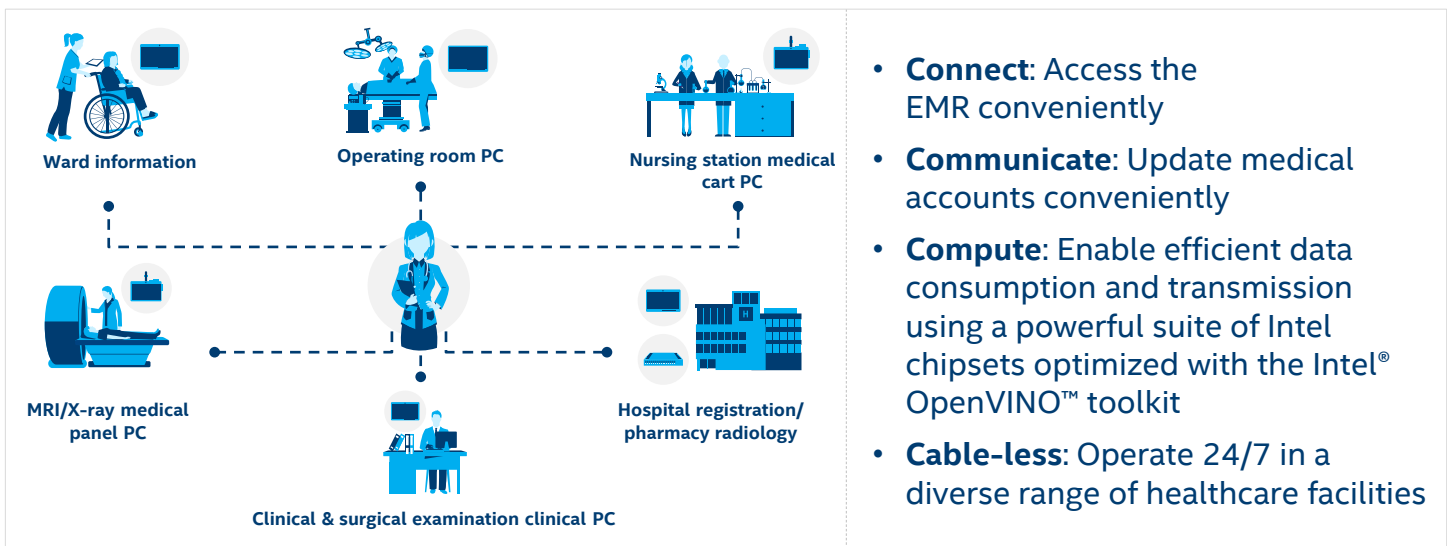 Ward information
Operating room PC
Nursing station medical
cart PC
MRI/X-ray medical
panel PC
H
Hospital registration/
pharmacy radiology
Clinical & surgical examination clinical PC
• Connect: Access the
EMR conveniently
• Communicate: Update medical
accounts conveniently
• Compute: Enable efficient data
consumption and transmission
using a powerful suite of Intel
chipsets optimized with the Intel®
OpenVINO™ toolkit
• Cable-less: Operate 24/7 in a
diverse range of healthcare facilities